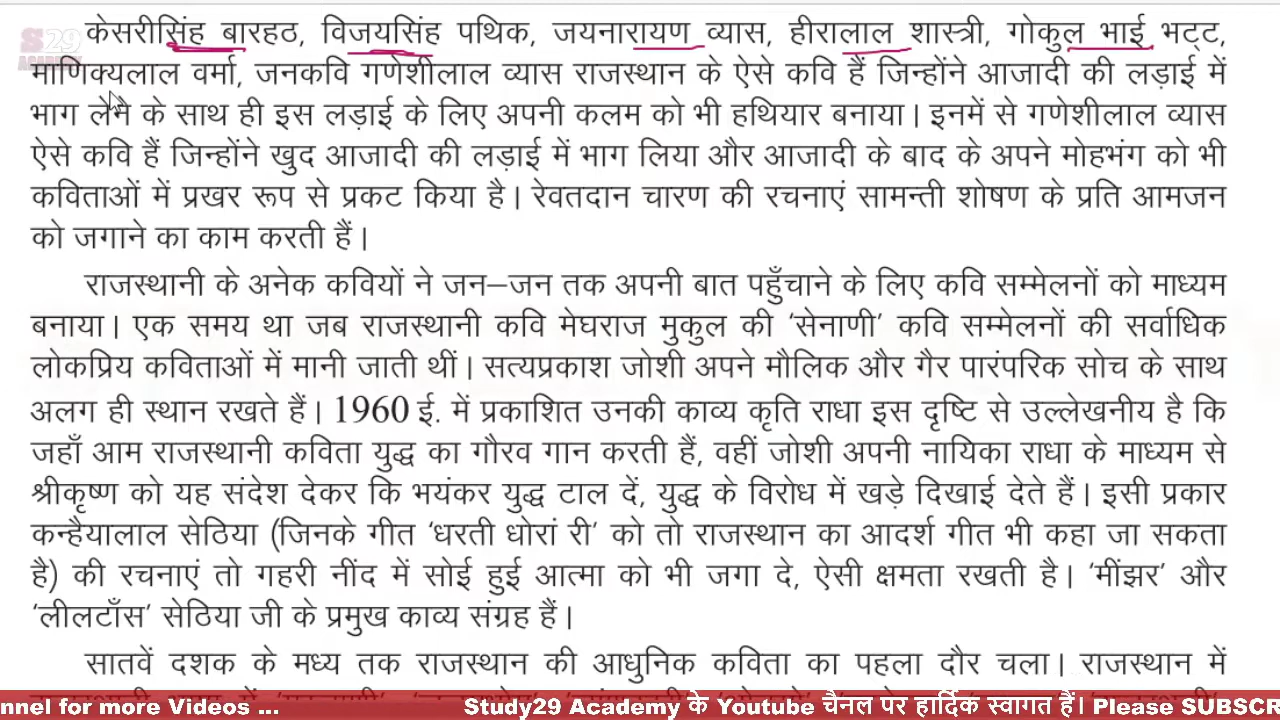 केसरीसिंह बारहठ, विजयसिंह पथिक, जयनारायण व्यास, हीरालाल शास्त्री, गोकुल भाई भट्ट,
माणिक्यलाल वर्मा, जनकवि गणेशीलाल व्यास राजस्थान के ऐसे कवि हैं जिन्होंने आजादी की लड़ाई में
भाग लेने के साथ ही इस लड़ाई के लिए अपनी कलम को भी हथियार बनाया। इनमें से गणेशीलाल व्यास
ऐसे कवि हैं जिन्होंने खुद आजादी की लड़ाई में भाग लिया और आजादी के बाद के अपने मोहभंग को भी
कविताओं में प्रखर रूप से प्रकट किया है। रेवतदान चारण की रचनाएं सामन्ती शोषण के प्रति आमजन
को जगाने का काम करती हैं।
राजस्थानी के अनेक कवियों ने जन–जन तक अपनी बात पहुँचाने के लिए कवि सम्मेलनों को माध्यम
बनाया। एक समय था जब राजस्थानी कवि मेघराज मुकुल की 'सेनाणी' कवि सम्मेलनों की सर्वाधिक
लोकप्रिय कविताओं में मानी जाती थीं। सत्यप्रकाश जोशी अपने मौलिक और गैर पारंपरिक सोच के साथ
अलग ही स्थान रखते हैं। 1960 ई. में प्रकाशित उनकी काव्य कृति राधा इस दृष्टि से उल्लेखनीय है कि
जहाँ आम राजस्थानी कविता युद्ध का गौरव गान करती हैं, वहीं जोशी अपनी नायिका राधा के माध्यम से
श्रीकृष्ण को यह संदेश देकर कि भयंकर युद्ध टाल दें, युद्ध के विरोध में खड़े दिखाई देते हैं। इसी प्रकार
कन्हैयालाल सेठिया (जिनके गीत 'धरती धोरां री' को तो राजस्थान का आदर्श गीत भी कहा जा सकता
है) की रचनाएं तो गहरी नींद में सोई हुई आत्मा को भी जगा दे, ऐसी क्षमता रखती है। 'मींझर' और
'लीलटाँस' सेठिया जी के प्रमुख काव्य संग्रह हैं।
सातवें दशक के मध्य तक राजस्थान की आधुनिक कविता का पहला दौर चला। राजस्थान में
nnel for more Videos ... Study29 Academy के Youtube चैनल पर हार्दिक स्वागत हैं। Please SUBSCR
S29
ACADEMY